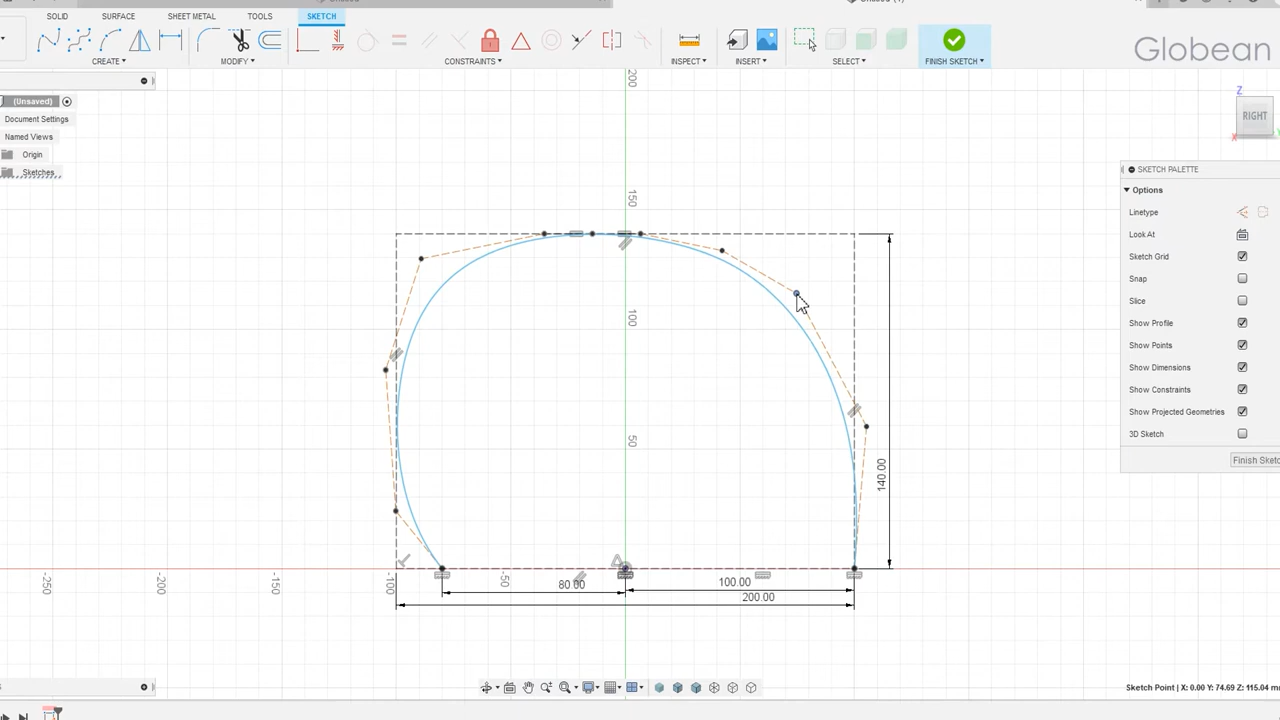 SOLID SURFACE SHEET METAL TOOLS SKETCH
CREATE MODIFY CONSTRAINTS INSPECT INSERT SELECT FINISH SKETCH
Globean
(Unsaved)
Document Settings
Named Views
Origin
Sketches
Z
RIGHT
X
SKETCH PALETTE
Options
Linetype
Look At
Sketch Grid
Snap
Slice
Show Profile
Show Points
Show Dimensions
Show Constraints
Show Projected Geometries
3D Sketch
Finish Sketc
200
150
100
50
-250
-200
-150
-100
-50
140.00
80.00
100.00
200.00
Sketch Point | X: 0.00 Y: 74.69 Z: 115.04 m